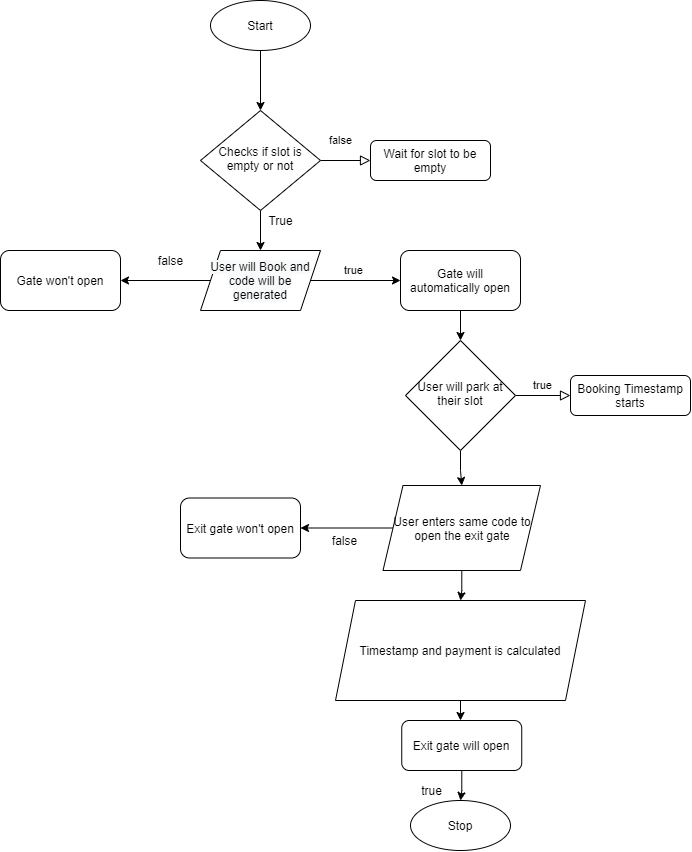 Start
Checks if slot is
empty or not
false
Wait for slot to be
empty
True
Gate won't open
false
User will Book and
code will be
generated
true
Gate will
automatically open
User will park at
their slot
true
Booking Timestamp
starts
Exit gate won't open
false
User enters same code to
open the exit gate
Timestamp and payment is calculated
Exit gate will open
true
Stop